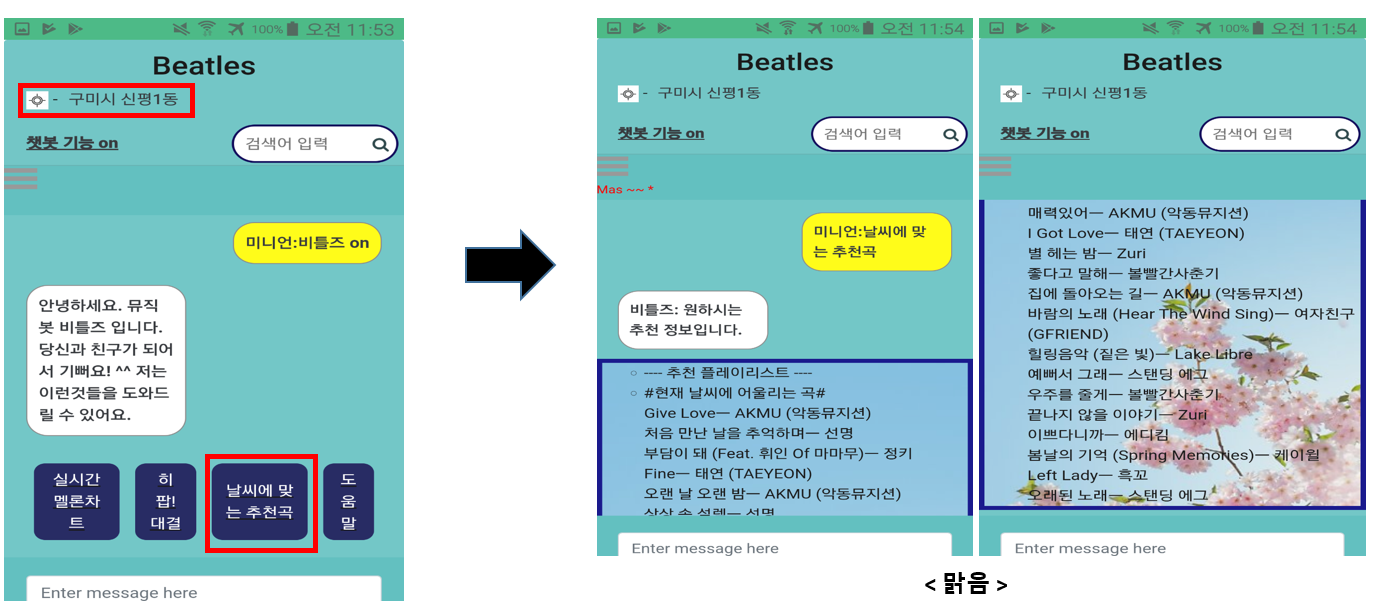 100% 오전 11:53
Beatles
- 구미시 신평1동
챗봇 기능 on
검색어 입력
미니언:비틀즈 on
안녕하세요. 뮤직
봇 비틀즈 입니다.
당신과 친구가 되어
서 기뻐요! ^^ 저는
이런것들을 도와드
릴 수 있어요.
실시간
멜론차
트
히
팝!
대결
날씨에 맞
는 추천곡
도
움
말
Enter message here
100% 오전 11:54
Beatles
- 구미시 신평1동
챗봇 기능 on
검색어 입력
Mas ~~ *
미니언:날씨에 맞
는 추천곡
비틀즈: 원하시는
추천 정보입니다.
○ ---- 추천 플레이리스트 ----
○ #현재 날씨에 어울리는 곡#
Give Love— AKMU (악동뮤지션)
처음 만난 날을 추억하며— 선명
부담이 돼 (Feat. 휘인 Of 마마무)— 정키
Fine— 태연 (TAEYEON)
오랜 날 오랜 밤— AKMU (악동뮤지션)
상상 속 설렘— 선명
Enter message here
100% 오전 11:54
Beatles
- 구미시 신평1동
챗봇 기능 on
검색어 입력
매력있어— AKMU (악동뮤지션)
I Got Love— 태연 (TAEYEON)
별 헤는 밤— Zuri
좋다고 말해— 볼빨간사춘기
집에 돌아오는 길— AKMU (악동뮤지션)
바람의 노래 (Hear The Wind Sing)— 여자친구
(GFRIEND)
힐링음악 (짙은 빛)— Lake Libre
예뻐서 그래— 스탠딩 에그
우주를 줄게— 볼빨간사춘기
끝나지 않을 이야기— Zuri
이쁘다니까— 에디킴
봄날의 기억 (Spring Memories)— 케이윌
Left Lady— 흑꼬
오래된 노래— 스탠딩 에그
Enter message here
< 맑음 >